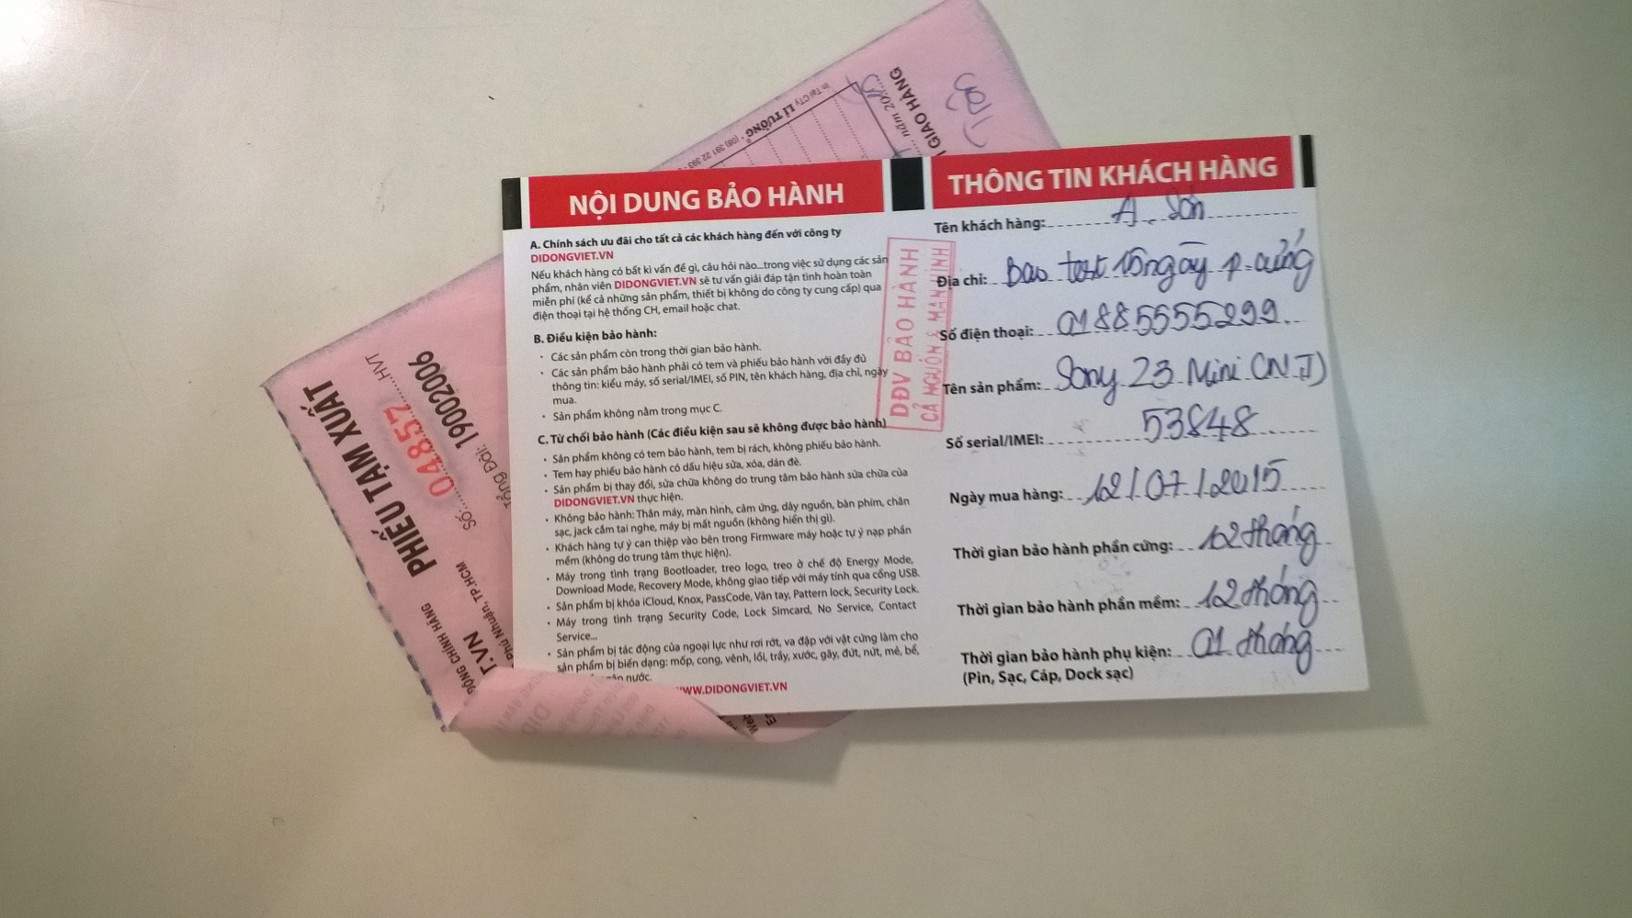 NỘI DUNG BẢO HÀNH
A. Chính sách ưu đãi cho tất cả các khách hàng đến với công ty
DIDONGVIET.VN
Nếu khách hàng có bất kì vấn đề gì, câu hỏi nào...trong việc sử dụng các sản
phẩm, nhân viên DIDONGVIET.VN sẽ tư vấn giải đáp tận tình hoàn toàn
miễn phí (kể cả những sản phẩm, thiết bị không do công ty cung cấp) qua
điện thoại tại hệ thống CH, email hoặc chat.
B. Điều kiện bảo hành:
• Các sản phẩm còn trong thời gian bảo hành.
• Các sản phẩm bảo hành phải có tem và phiếu bảo hành với đầy đủ
thông tin: kiểu máy, số serial/IMEI, số PIN, tên khách hàng, địa chỉ, ngày
mua.
• Sản phẩm không nằm trong mục C.
C. Từ chối bảo hành (Các điều kiện sau sẽ không được bảo hành)
• Sản phẩm không có tem bảo hành, tem bị rách, không phiếu bảo hành.
• Tem hay phiếu bảo hành có dấu hiệu sửa, xóa, dán đè.
• Sản phẩm bị thay đổi, sửa chữa không do trung tâm bảo hành sửa chữa của
DIDONGVIET.VN thực hiện.
• Không bảo hành: Thân máy, màn hình, cảm ứng, dây nguồn, bàn phím, chân
sạc, jack cắm tai nghe, máy bị mất nguồn (không hiển thị gì).
• Khách hàng tự ý can thiệp vào bên trong Firmware máy hoặc tự ý nạp phần
mềm (không do trung tâm thực hiện).
• Máy trong tình trạng Bootloader, treo logo, treo ở chế độ Energy Mode,
Download Mode, Recovery Mode, không giao tiếp với máy tính qua cổng USB.
• Sản phẩm bị khóa iCloud, Knox, PassCode, Vân tay, Pattern lock, Security Lock.
• Máy trong tình trạng Security Code, Lock Simcard, No Service, Contact
Service...
• Sản phẩm bị tác động của ngoại lực như rơi rớt, va đập với vật cứng làm cho
sản phẩm bị biến dạng: móp, cong, vênh, lồi, trầy, xước, gãy, đứt, nứt, mẻ, bể,
nước.
WWW.DIDONGVIET.VN
DĐV BẢO HÀNH
CẢ NGUỒN & MÀN HÌNH
THÔNG TIN KHÁCH HÀNG
Tên khách hàng: A. Sơn
Địa chỉ: Bao test 10 ngày p.cứng
Số điện thoại: 01885555299
Tên sản phẩm: Sony Z3 Mini CN I)
Số serial/IMEI: 53848
Ngày mua hàng: 12/07/2015
Thời gian bảo hành phần cứng: 12 tháng
Thời gian bảo hành phần mềm: 12 tháng
Thời gian bảo hành phụ kiện: 01 tháng
(Pin, Sạc, Cáp, Dock sạc)
PHIẾU TẠM XUẤT
Số: 04857 HVT
Tổng Đài: 19002006
ĐỘNG CHÍNH HÃNG
T.VN
Phú Nhuận, TP.HCM
In Tại CTy LÍ TƯỞNG
năm 20
GIAO HÀNG